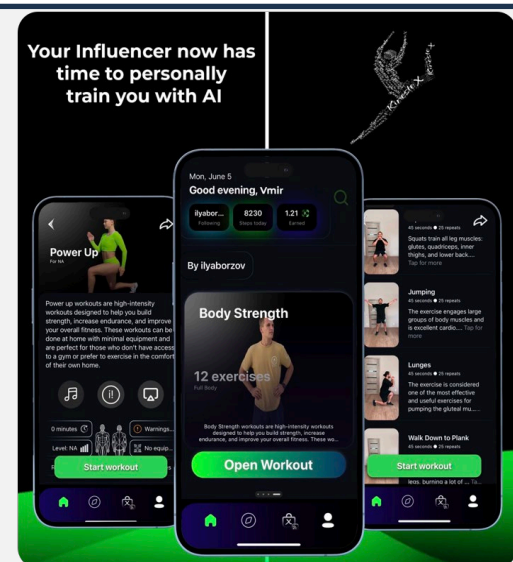 Your Influencer now has
time to personally
train you with AI
KinesteX
KinesteX
Power Up
For NA
Power up workouts are high-intensity
workouts designed to help you build
strength, increase endurance, and improve
your overall fitness. These workouts can be
done at home with minimal equipment and
are perfect for those who don't have access
to a gym or prefer to exercise in the comfort
of their own home.
0 minutes
Warnings...
Level: NA
No equip...
Start workout
Mon, June 5
Good evening, Vmir
ilyabor...
Following
8230
Steps today
1.21
Earned
By ilyaborzov
Body Strength
12 exercises
Full Body
Body Strength workouts are high-intensity workouts
designed to help you build strength, increase
endurance, and improve your overall fitness. These wo...
Open Workout
45 seconds • 25 repeats
Squats train all leg muscles:
glutes, quadriceps, inner
thighs, and lower back....
Tap for more
Jumping
45 seconds • 25 repeats
The exercise engages large
groups of body muscles and
is excellent cardio.... Tap for
more
Lunges
45 seconds • 25 repeats
The exercise is considered
one of the most effective
and useful exercises for
pumping the gluteal mu....
Walk Down to Plank
45 seconds • 25 repeats
Start workout
legs, burning a lot of ... Ta...